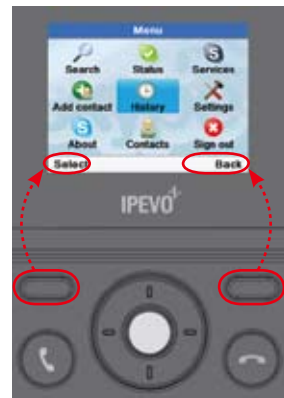 Menu
Search Status Services
Add contact History Settings
About Contacts Sign out
Select Back
IPEVO